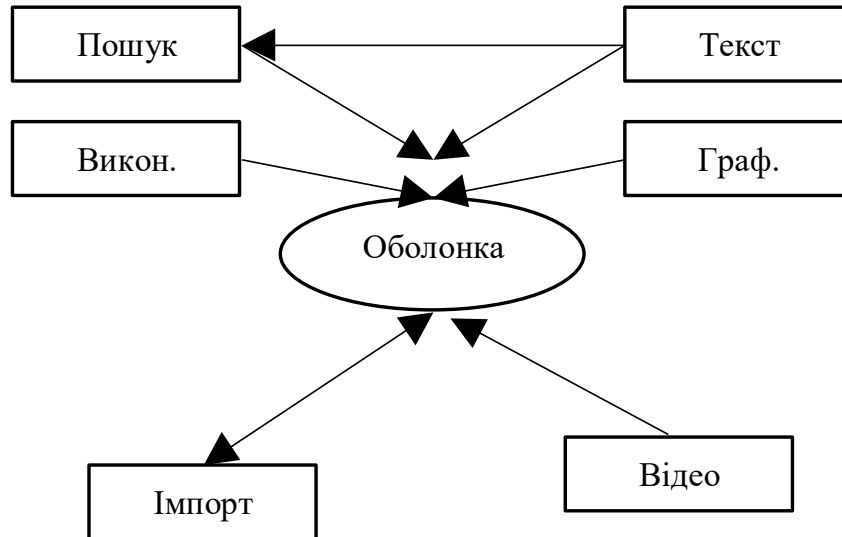 Пошук
Текст
Викон.
Граф.
Оболонка
Імпорт
Відео